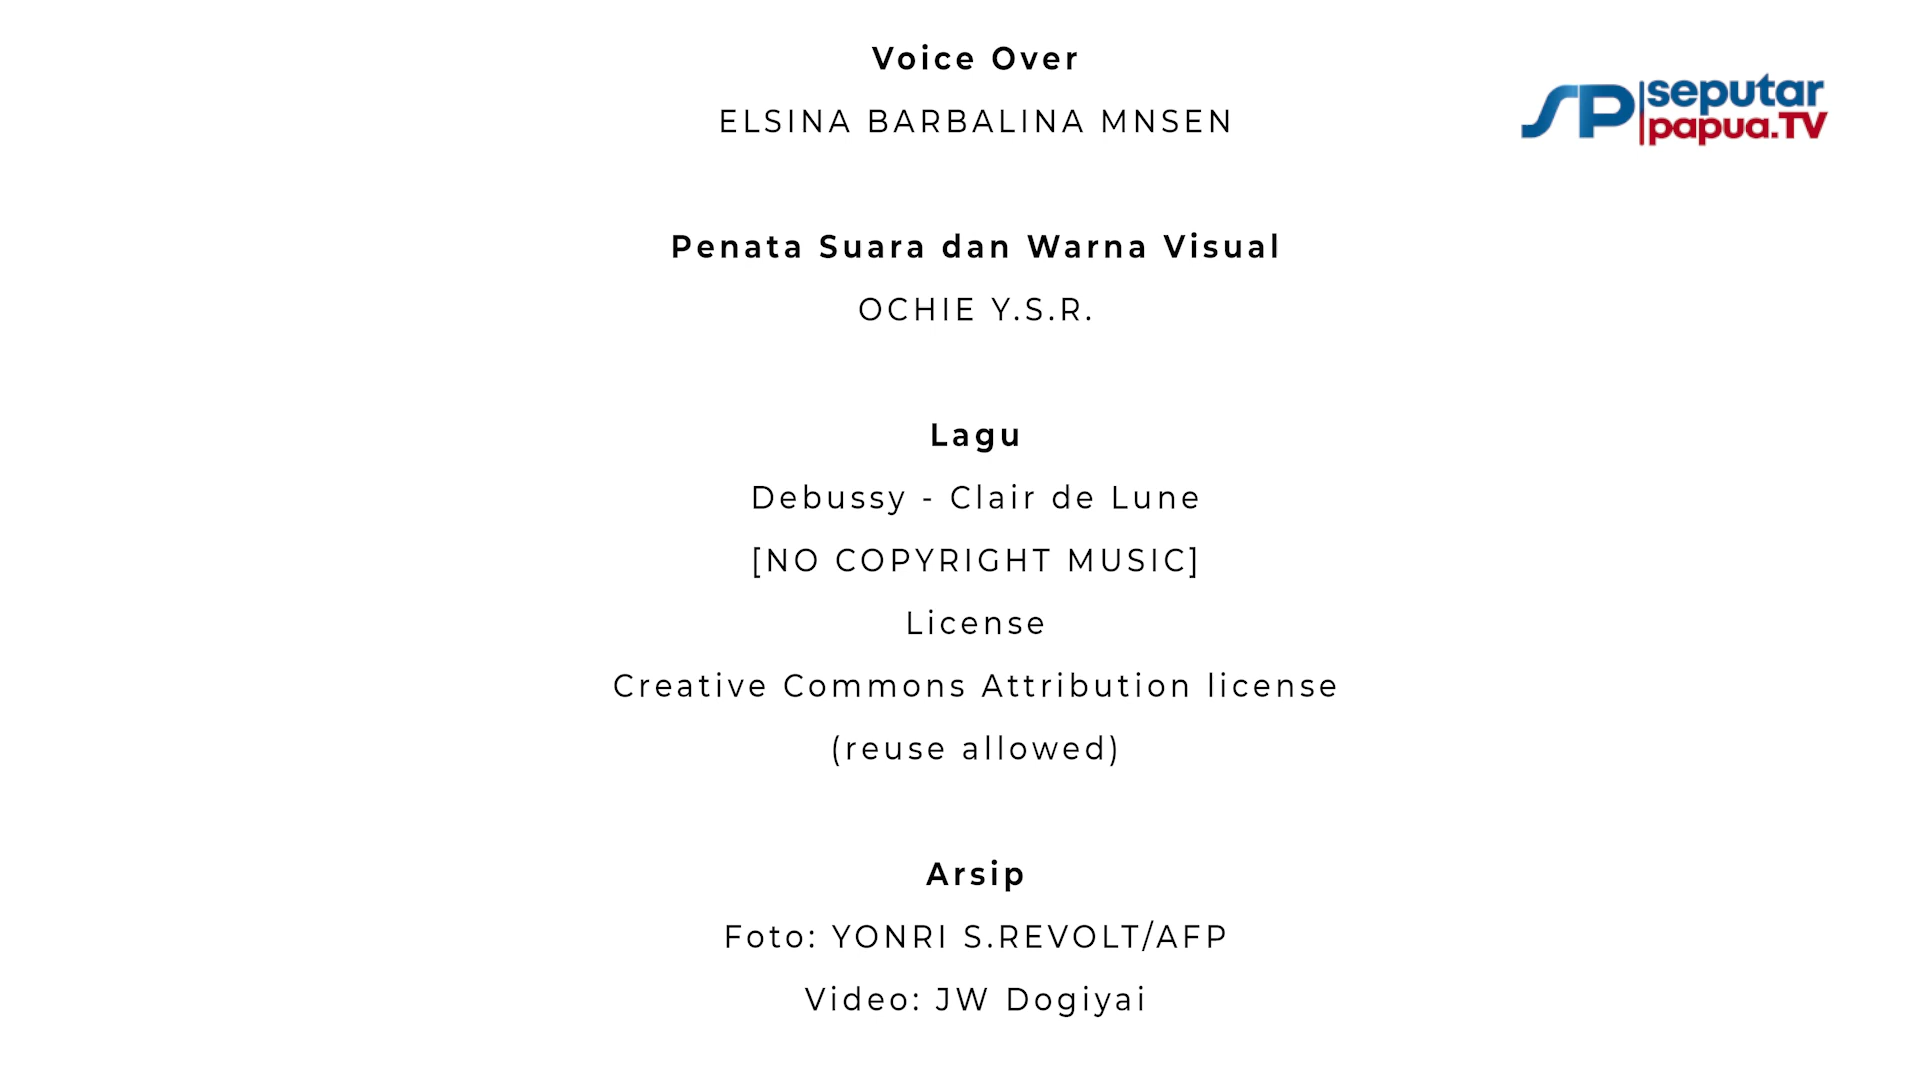 Voice Over
ELSINA BARBALINA MNSEN
SP seputar
papua.TV
Penata Suara dan Warna Visual
OCHIE Y.S.R.
Lagu
Debussy - Clair de Lune
[NO COPYRIGHT MUSIC]
License
Creative Commons Attribution license
(reuse allowed)
Arsip
Foto: YONRI S.REVOLT/AFP
Video: JW Dogiyai